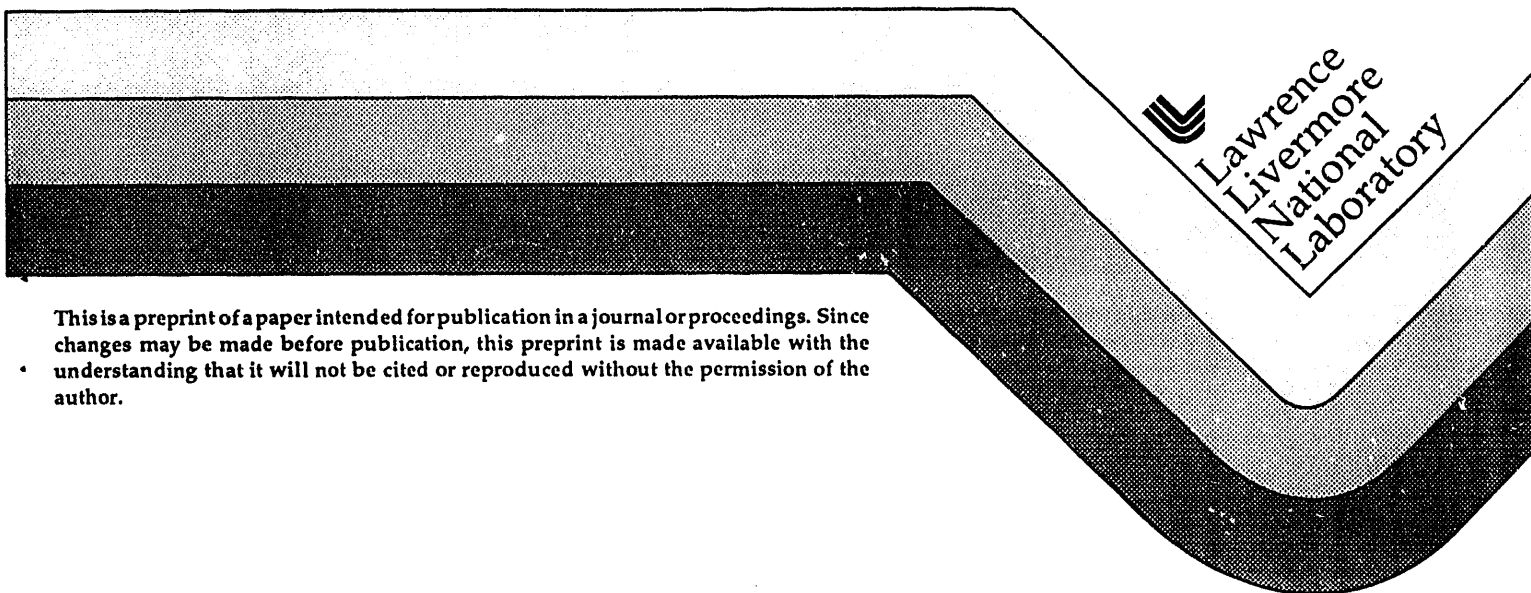 Lawrence
Livermore
National
Laboratory
This is a preprint of a paper intended for publication in a journal or proceedings. Since
changes may be made before publication, this preprint is made available with the
understanding that it will not be cited or reproduced without the permission of the
author.